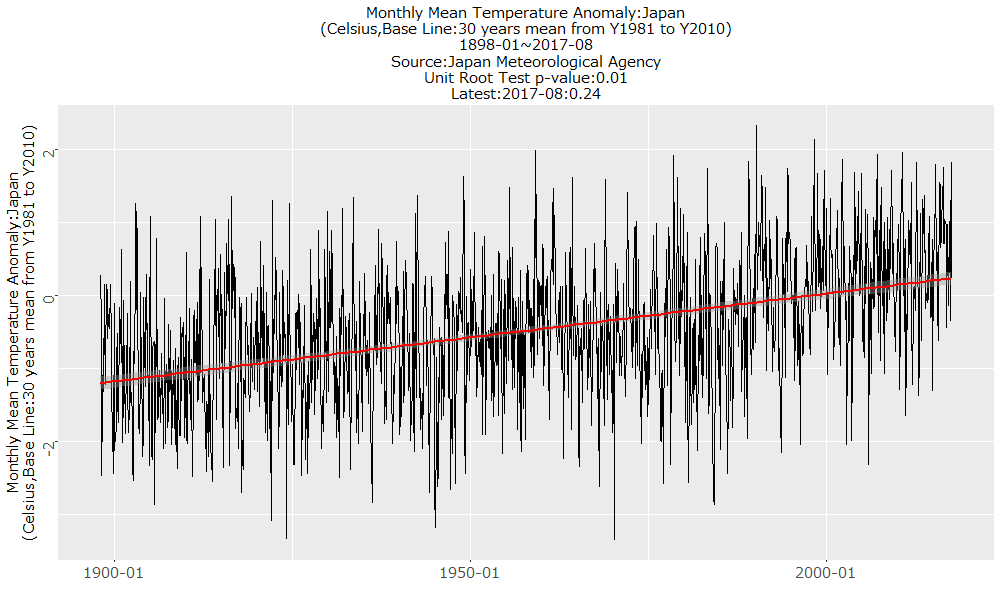 Monthly Mean Temperature Anomaly:Japan
(Celsius,Base Line:30 years mean from Y1981 to Y2010)
1898-01~2017-08
Source:Japan Meteorological Agency
Unit Root Test p-value:0.01
Latest:2017-08:0.24
Monthly Mean Temperature Anomaly:Japan
(Celsius,Base Line:30 years mean from Y1981 to Y2010)
2
0
-2
1900-01
1950-01
2000-01